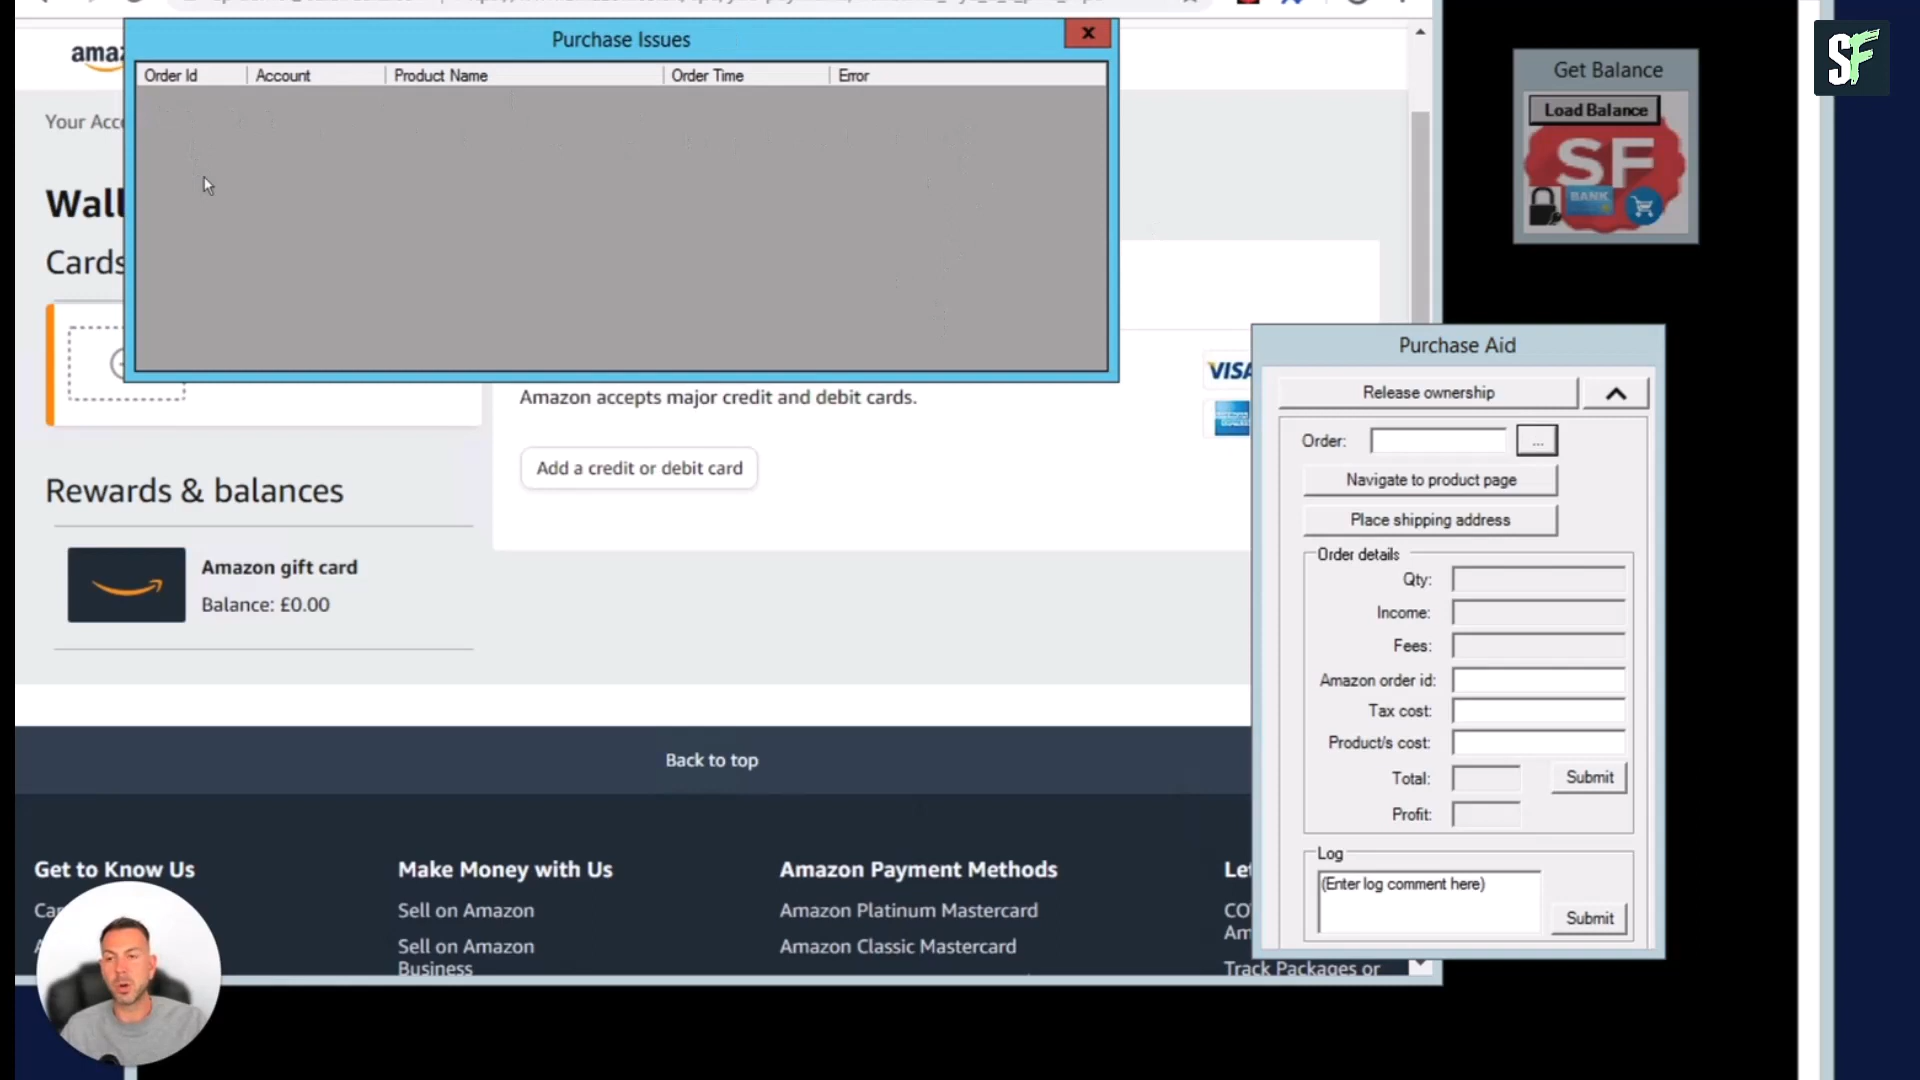 Purchase Issues
x
Order Id
Account
Product Name
Order Time
Error
SF
Get Balance
Load Balance
SF
BANK
Your Acc
Wall
Cards
VISA
Amazon accepts major credit and debit cards.
Add a credit or debit card
Rewards & balances
Amazon gift card
Balance: £0.00
Purchase Aid
Release ownership
Order:
...
Navigate to product page
Place shipping address
Order details
Qty:
Income:
Fees:
Amazon order id:
Tax cost:
Product/s cost:
Total:
Submit
Profit:
Log
(Enter log comment here)
Submit
Back to top
Get to Know Us
Make Money with Us
Sell on Amazon
Sell on Amazon
Business
Amazon Payment Methods
Amazon Platinum Mastercard
Amazon Classic Mastercard
Track Packages or